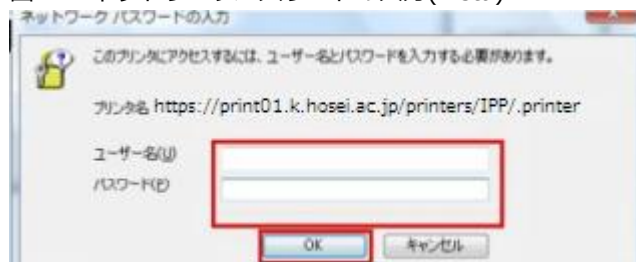 ネットワーク パスワードの入力
このプリンタにアクセスするには、ユーザー名とパスワードを入力する必要があります。
プリンタ名 https://print01.k.hosei.ac.jp/printers/IPP/.printer
ユーザー名(U)
パスワード(P)
OK キャンセル